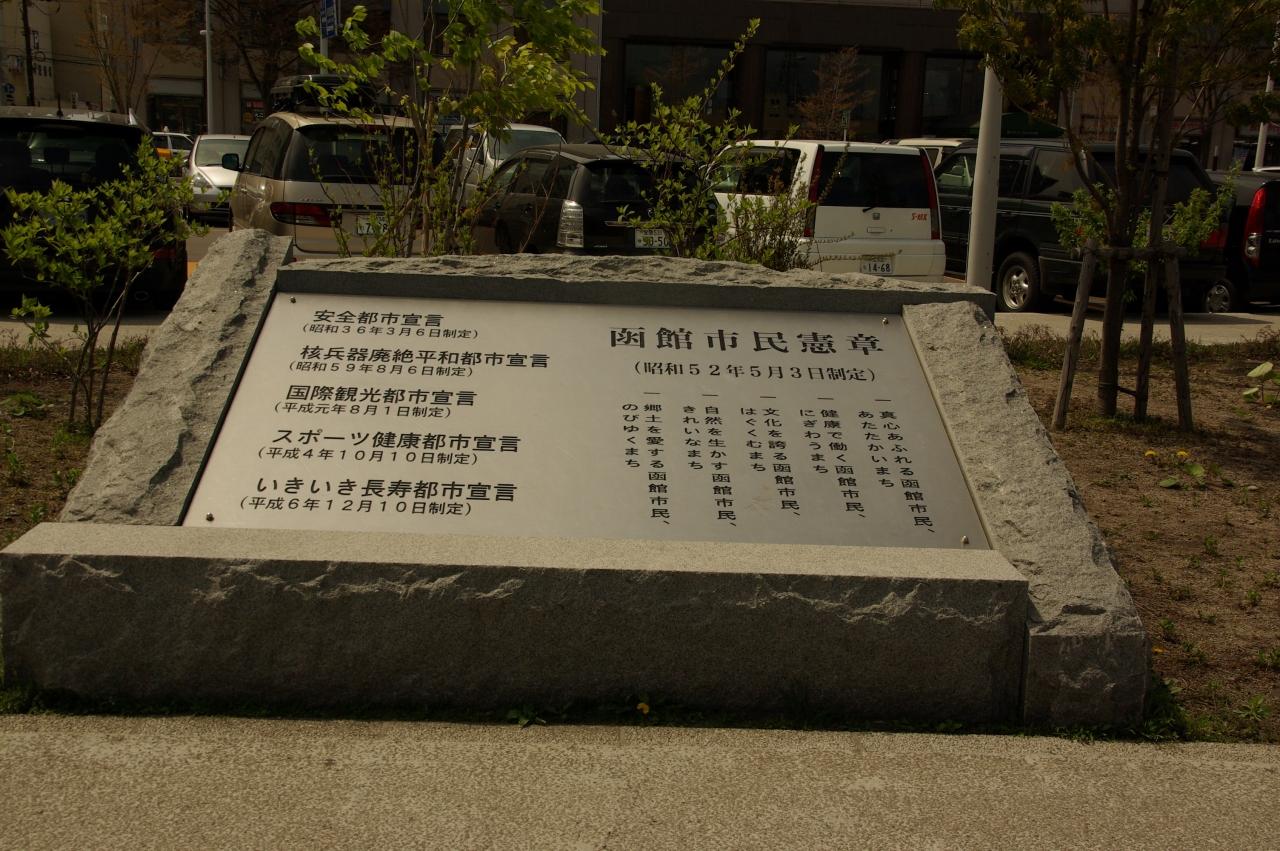 安全都市宣言
(昭和36年3月6日制定)
核兵器廃絶平和都市宣言
(昭和59年8月6日制定)
国際観光都市宣言
(平成元年8月1日制定)
スポーツ健康都市宣言
(平成4年10月10日制定)
いきいき長寿都市宣言
(平成6年12月10日制定)
函館市民憲章
(昭和52年5月3日制定)
一 真心あふれる函館市民、
あたたかいまち
一 健康で働く函館市民、
にぎわうまち
一 文化を誇る函館市民、
はぐくむまち
一 自然を生かす函館市民、
きれいなまち
一 郷土を愛する函館市民、
のびゆくまち
14-68